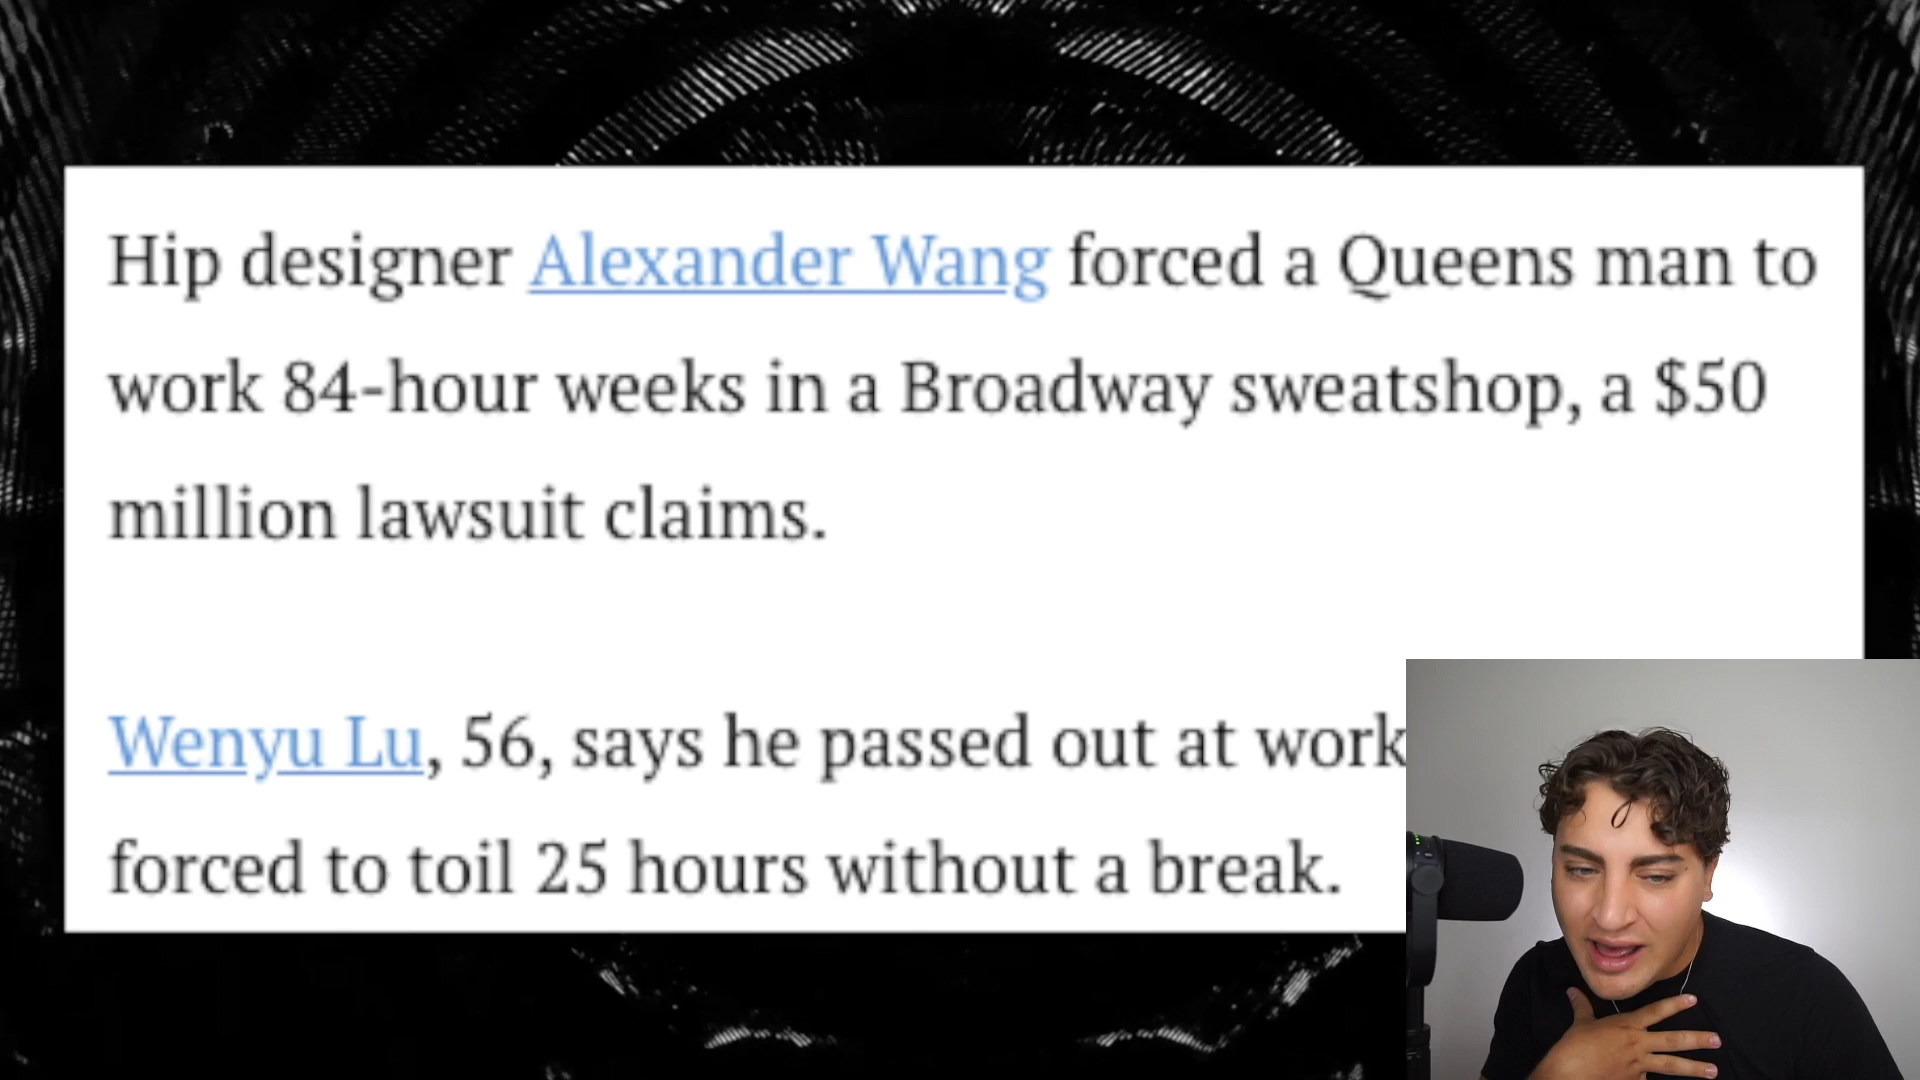 Hip designer Alexander Wang forced a Queens man to
work 84-hour weeks in a Broadway sweatshop, a $50
million lawsuit claims.
Wenyu Lu, 56, says he passed out at work
forced to toil 25 hours without a break.